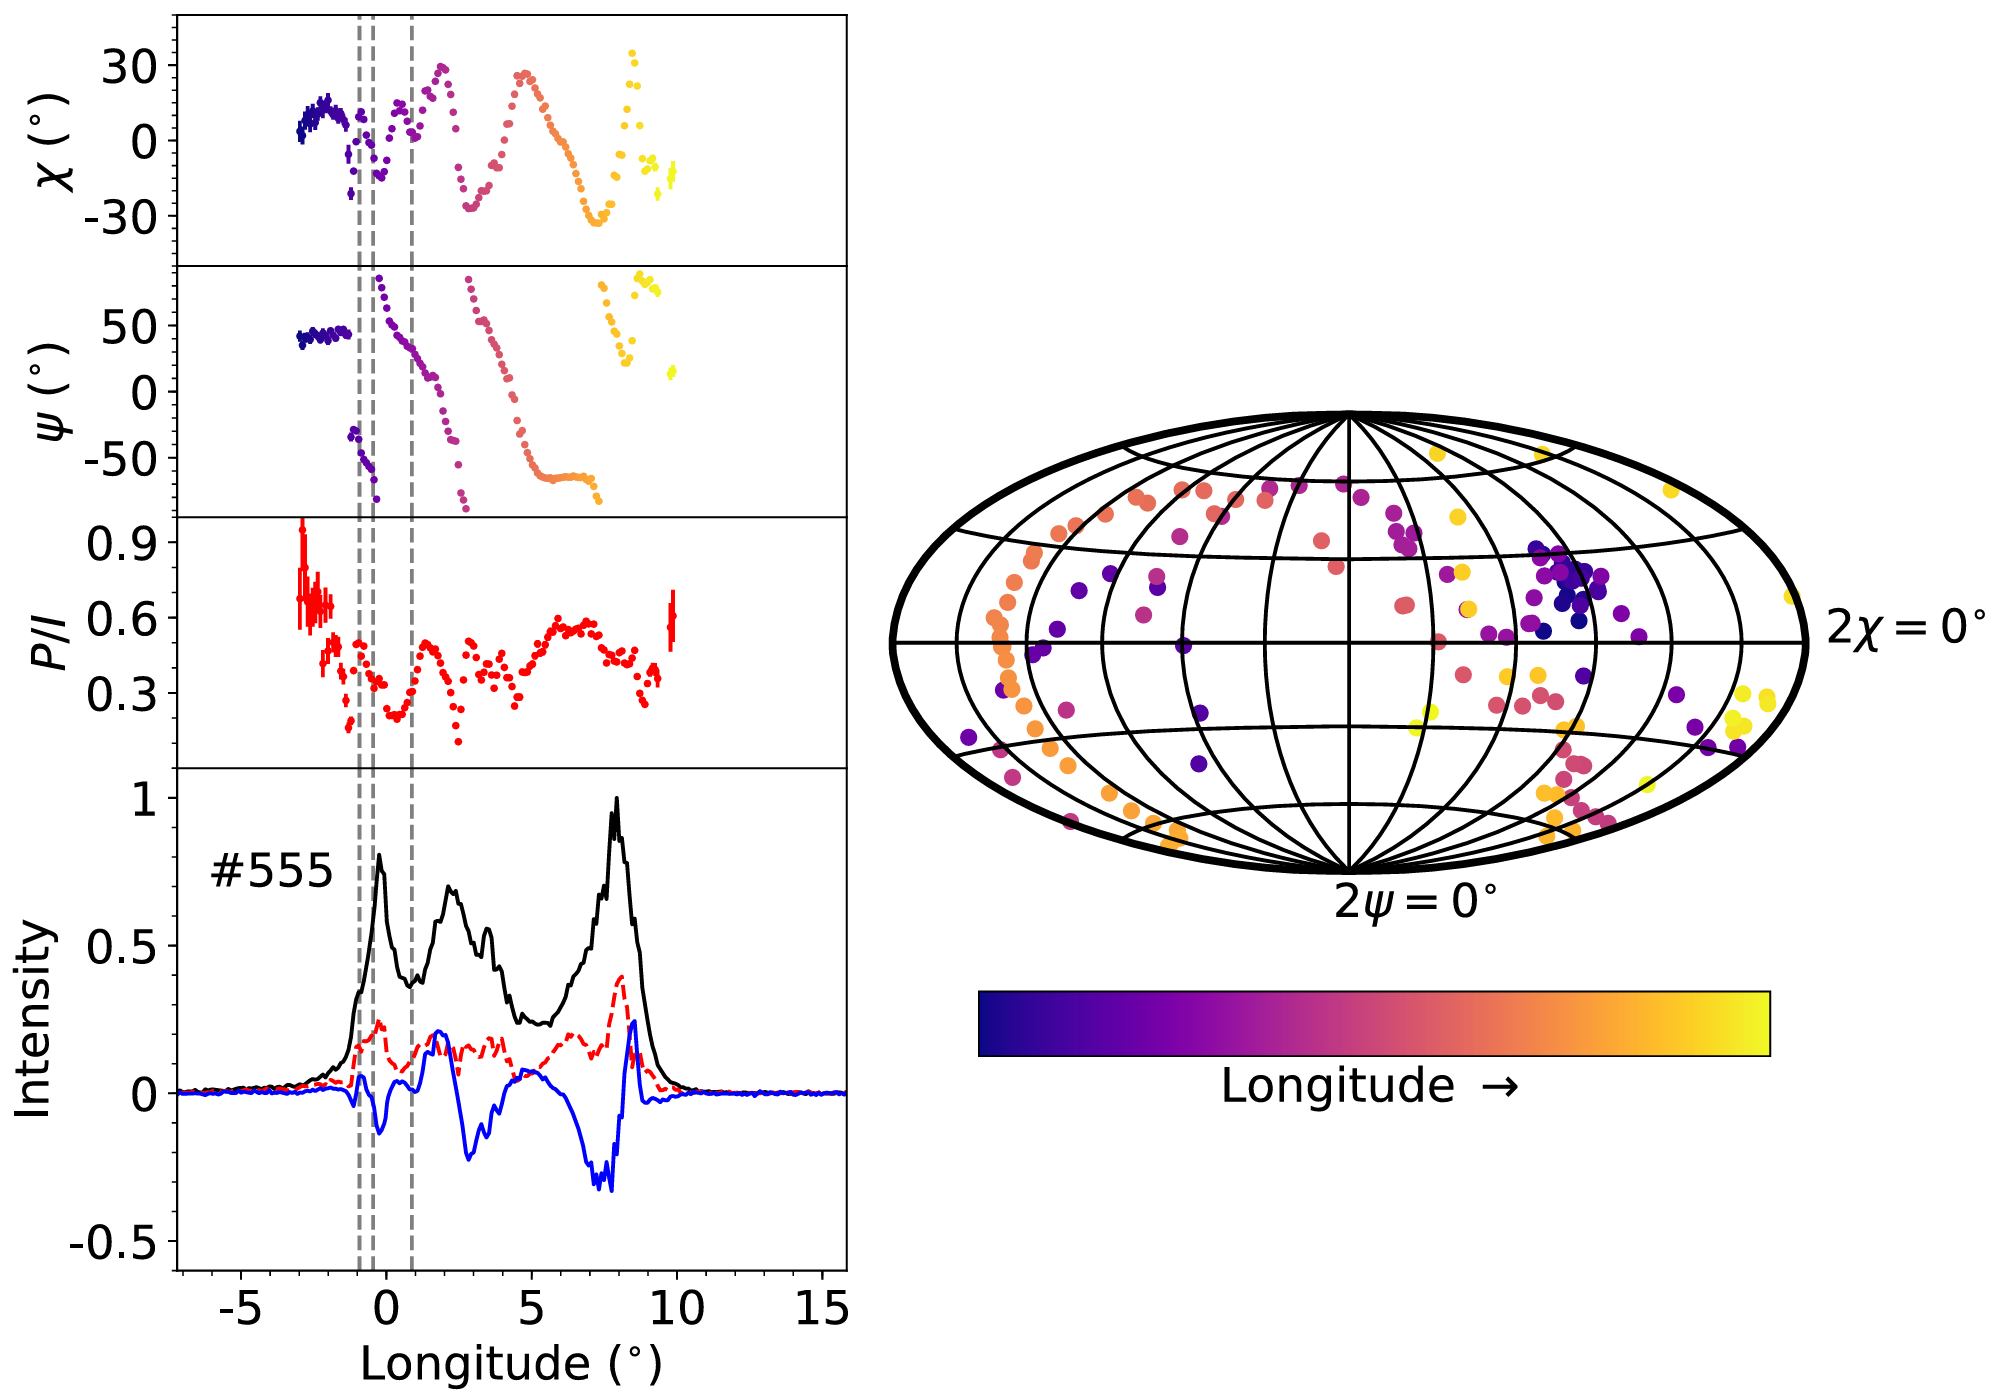 χ (°)
30
0
-30
ψ (°)
50
0
-50
P/I
0.9
0.6
0.3
Intensity
1
0.5
0
-0.5
#555
-5 0 5 10 15
Longitude (°)
2χ = 0°
2ψ = 0°
Longitude →